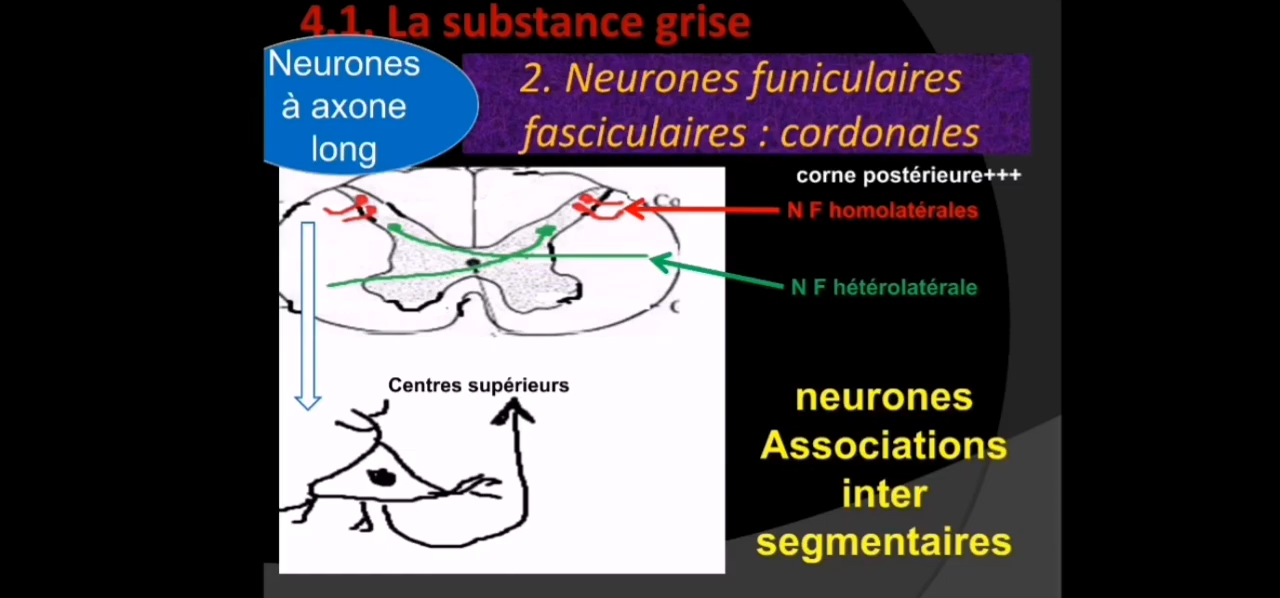 4.1. La substance grise
Neurones
à axone
long
2. Neurones funiculaires
fasciculaires : cordonales
corne postérieure+++
N F homolatérales
N F hétérolatérale
Centres supérieurs
neurones
Associations
inter
segmentaires